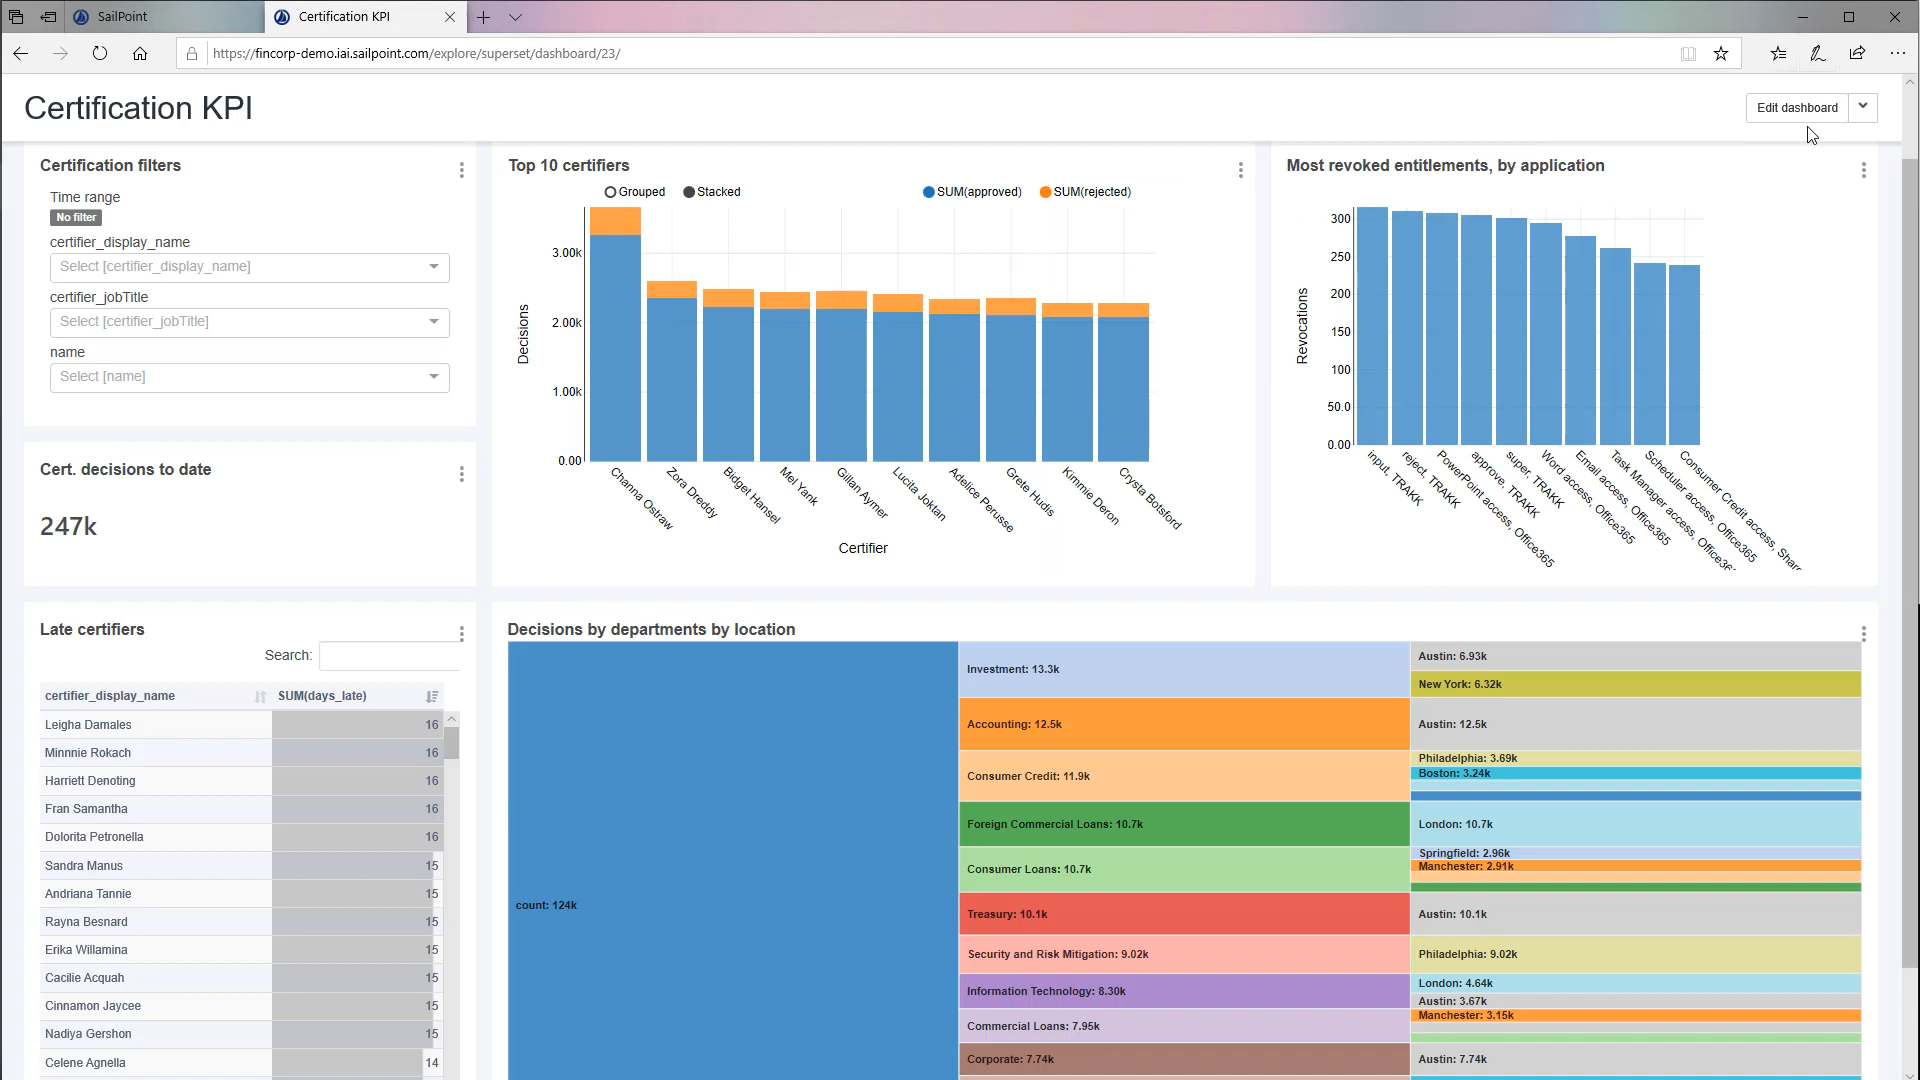 SailPoint
Certification KPI
https://fincorp-demo.iai.sailpoint.com/explore/superset/dashboard/23/
Certification KPI
Edit dashboard
Certification filters
Time range
No filter
certifier_display_name
Select [certifier_display_name]
certifier_jobTitle
Select [certifier_jobTitle]
name
Select [name]
Cert. decisions to date
247k
Top 10 certifiers
Grouped
Stacked
SUM(approved)
SUM(rejected)
3.00k
2.00k
1.00k
0.00
Decisions
Channa Ostraw
Zora Dreddy
Bidget Hansel
Mel Yank
Gillan Aymer
Lucita Joktan
Adelice Perusse
Grete Hudis
Kimmie Deron
Crysta Botsford
Certifier
Most revoked entitlements, by application
300
250
200
150
100
50.0
0.00
Revocations
input, TRAKK
reject, TRAKK
PowerPoint access, Office365
approve, TRAKK
super, TRAKK
Word access, Office365
Email access, Office365
Task Manager access, Office36
Scheduler access, Office365
Consumer Credit access, Shar
Late certifiers
Search:
certifier_display_name SUM(days_late)
Leigha Damales 16
Minnnie Rokach 16
Harriett Denoting 16
Fran Samantha 16
Dolorita Petronella 16
Sandra Manus 15
Andriana Tannie 15
Rayna Besnard 15
Erika Willamina 15
Cacilie Acquah 15
Cinnamon Jaycee 15
Nadiya Gershon 15
Celene Agnella 14
Decisions by departments by location
count: 124k
Investment: 13.3k
Accounting: 12.5k
Consumer Credit: 11.9k
Foreign Commercial Loans: 10.7k
Consumer Loans: 10.7k
Treasury: 10.1k
Security and Risk Mitigation: 9.02k
Information Technology: 8.30k
Commercial Loans: 7.95k
Corporate: 7.74k
Austin: 6.93k
New York: 6.32k
Austin: 12.5k
Philadelphia: 3.69k
Boston: 3.24k
London: 10.7k
Springfield: 2.96k
Manchester: 2.91k
Austin: 10.1k
Philadelphia: 9.02k
London: 4.64k
Austin: 3.67k
Manchester: 3.15k
Austin: 7.74k